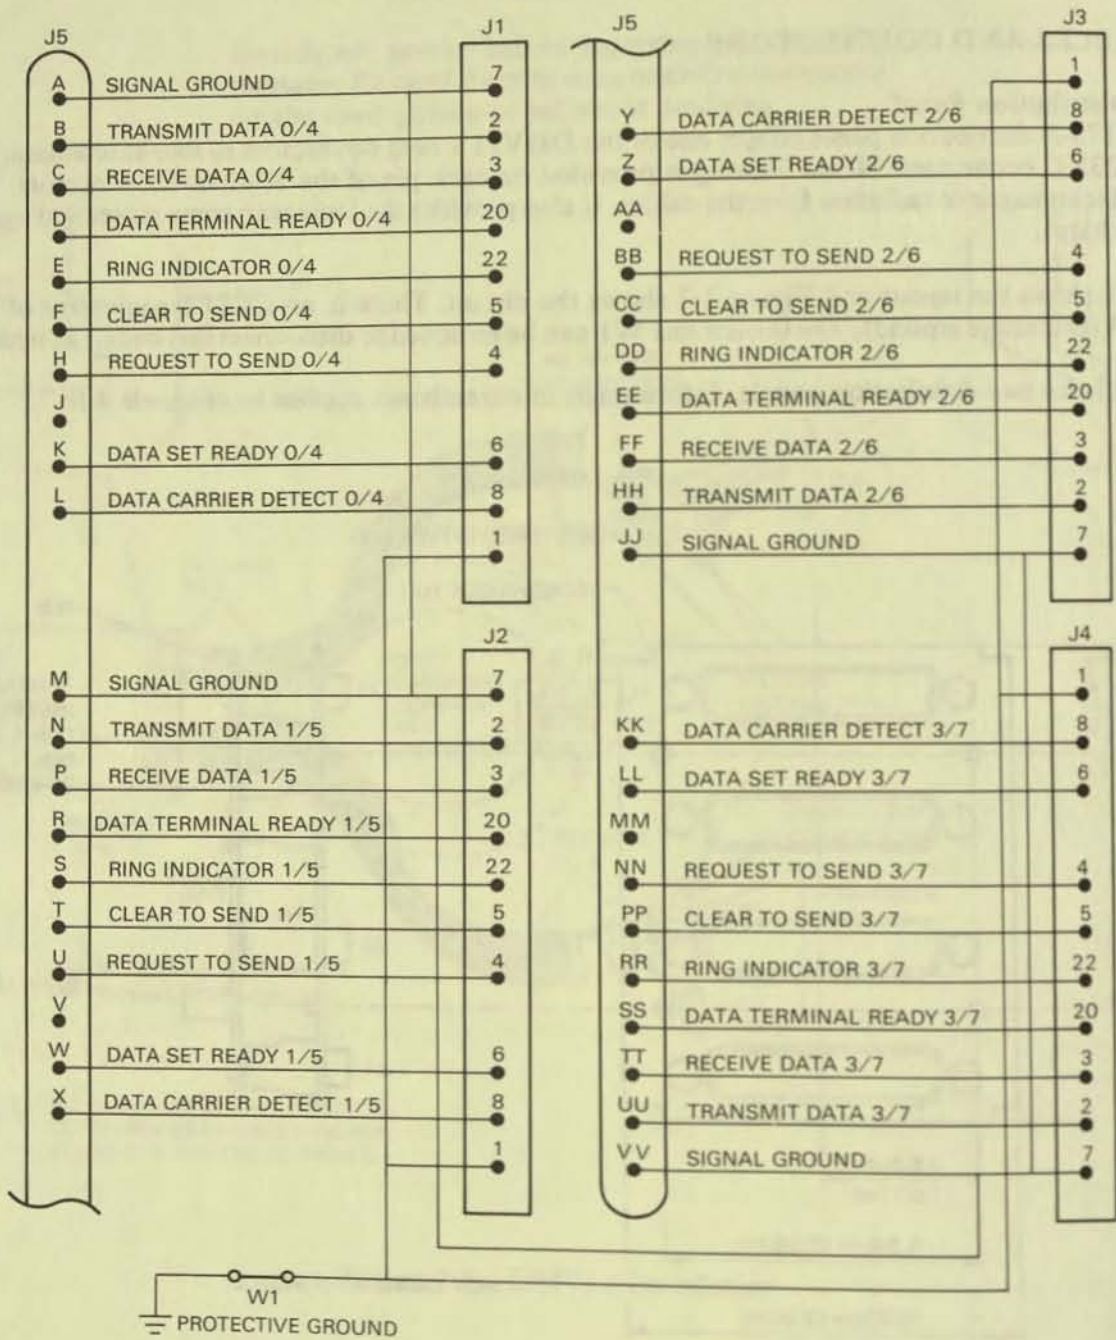 J5
J1
A SIGNAL GROUND 7
B TRANSMIT DATA 0/4 2
C RECEIVE DATA 0/4 3
D DATA TERMINAL READY 0/4 20
E RING INDICATOR 0/4 22
F CLEAR TO SEND 0/4 5
H REQUEST TO SEND 0/4 4
J
K DATA SET READY 0/4 6
L DATA CARRIER DETECT 0/4 8
1
J2
M SIGNAL GROUND 7
N TRANSMIT DATA 1/5 2
P RECEIVE DATA 1/5 3
R DATA TERMINAL READY 1/5 20
S RING INDICATOR 1/5 22
T CLEAR TO SEND 1/5 5
U REQUEST TO SEND 1/5 4
V
W DATA SET READY 1/5 6
X DATA CARRIER DETECT 1/5 8
1
W1
PROTECTIVE GROUND
J5
J3
1
Y DATA CARRIER DETECT 2/6 8
Z DATA SET READY 2/6 6
AA
BB REQUEST TO SEND 2/6 4
CC CLEAR TO SEND 2/6 5
DD RING INDICATOR 2/6 22
EE DATA TERMINAL READY 2/6 20
FF RECEIVE DATA 2/6 3
HH TRANSMIT DATA 2/6 2
JJ SIGNAL GROUND 7
J4
1
KK DATA CARRIER DETECT 3/7 8
LL DATA SET READY 3/7 6
MM
NN REQUEST TO SEND 3/7 4
PP CLEAR TO SEND 3/7 5
RR RING INDICATOR 3/7 22
SS DATA TERMINAL READY 3/7 20
TT RECEIVE DATA 3/7 3
UU TRANSMIT DATA 3/7 2
VV SIGNAL GROUND 7